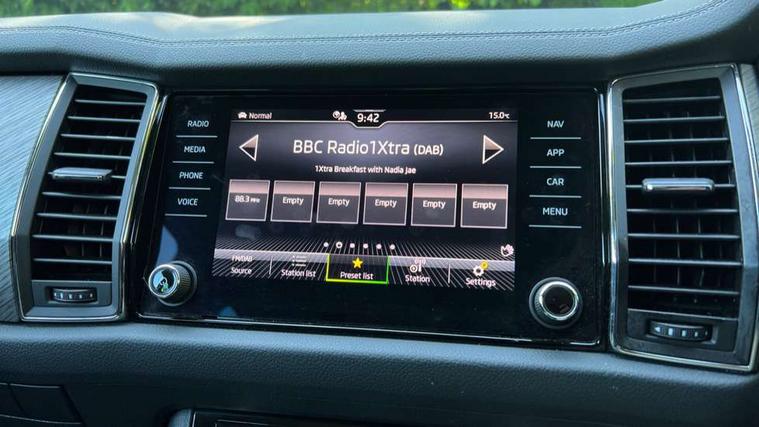 Normal
9:42
15.0°C
RADIO
MEDIA
PHONE
VOICE
NAV
APP
CAR
MENU
BBC Radio1Xtra (DAB)
1Xtra Breakfast with Nadia Jae
88.3 MHz
Empty
Empty
Empty
Empty
Empty
FM/DAB
Source
Station list
Preset list
Station
Settings